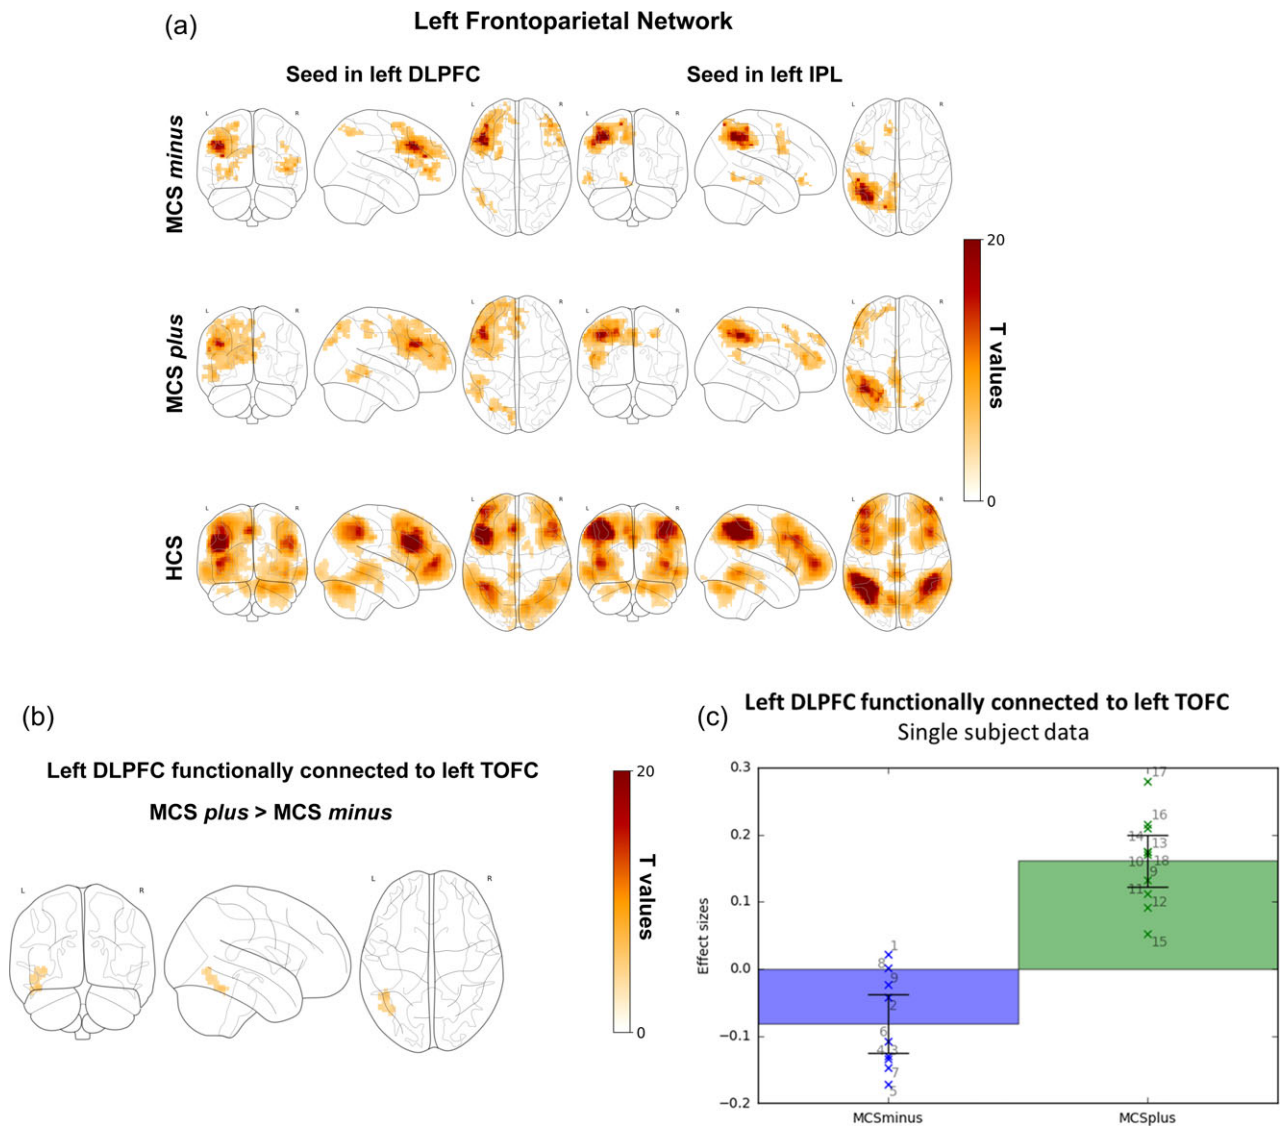 (a)
Left Frontoparietal Network
Seed in left DLPFC
Seed in left IPL
MCS minus
L R
L R
L R
L R
MCS plus
L R
L R
L R
L R
HCS
L R
L R
L R
L R
20
T values
0
(b)
Left DLPFC functionally connected to left TOFC
MCS plus > MCS minus
L R
L R
20
T values
0
(c)
Left DLPFC functionally connected to left TOFC
Single subject data
Effect sizes
0.3
0.2
0.1
0.0
−0.1
−0.2
1
8
9
2
6
4 3
7
5
17
16
14 13
10 18
9
11
12
15
MCSminus
MCSplus